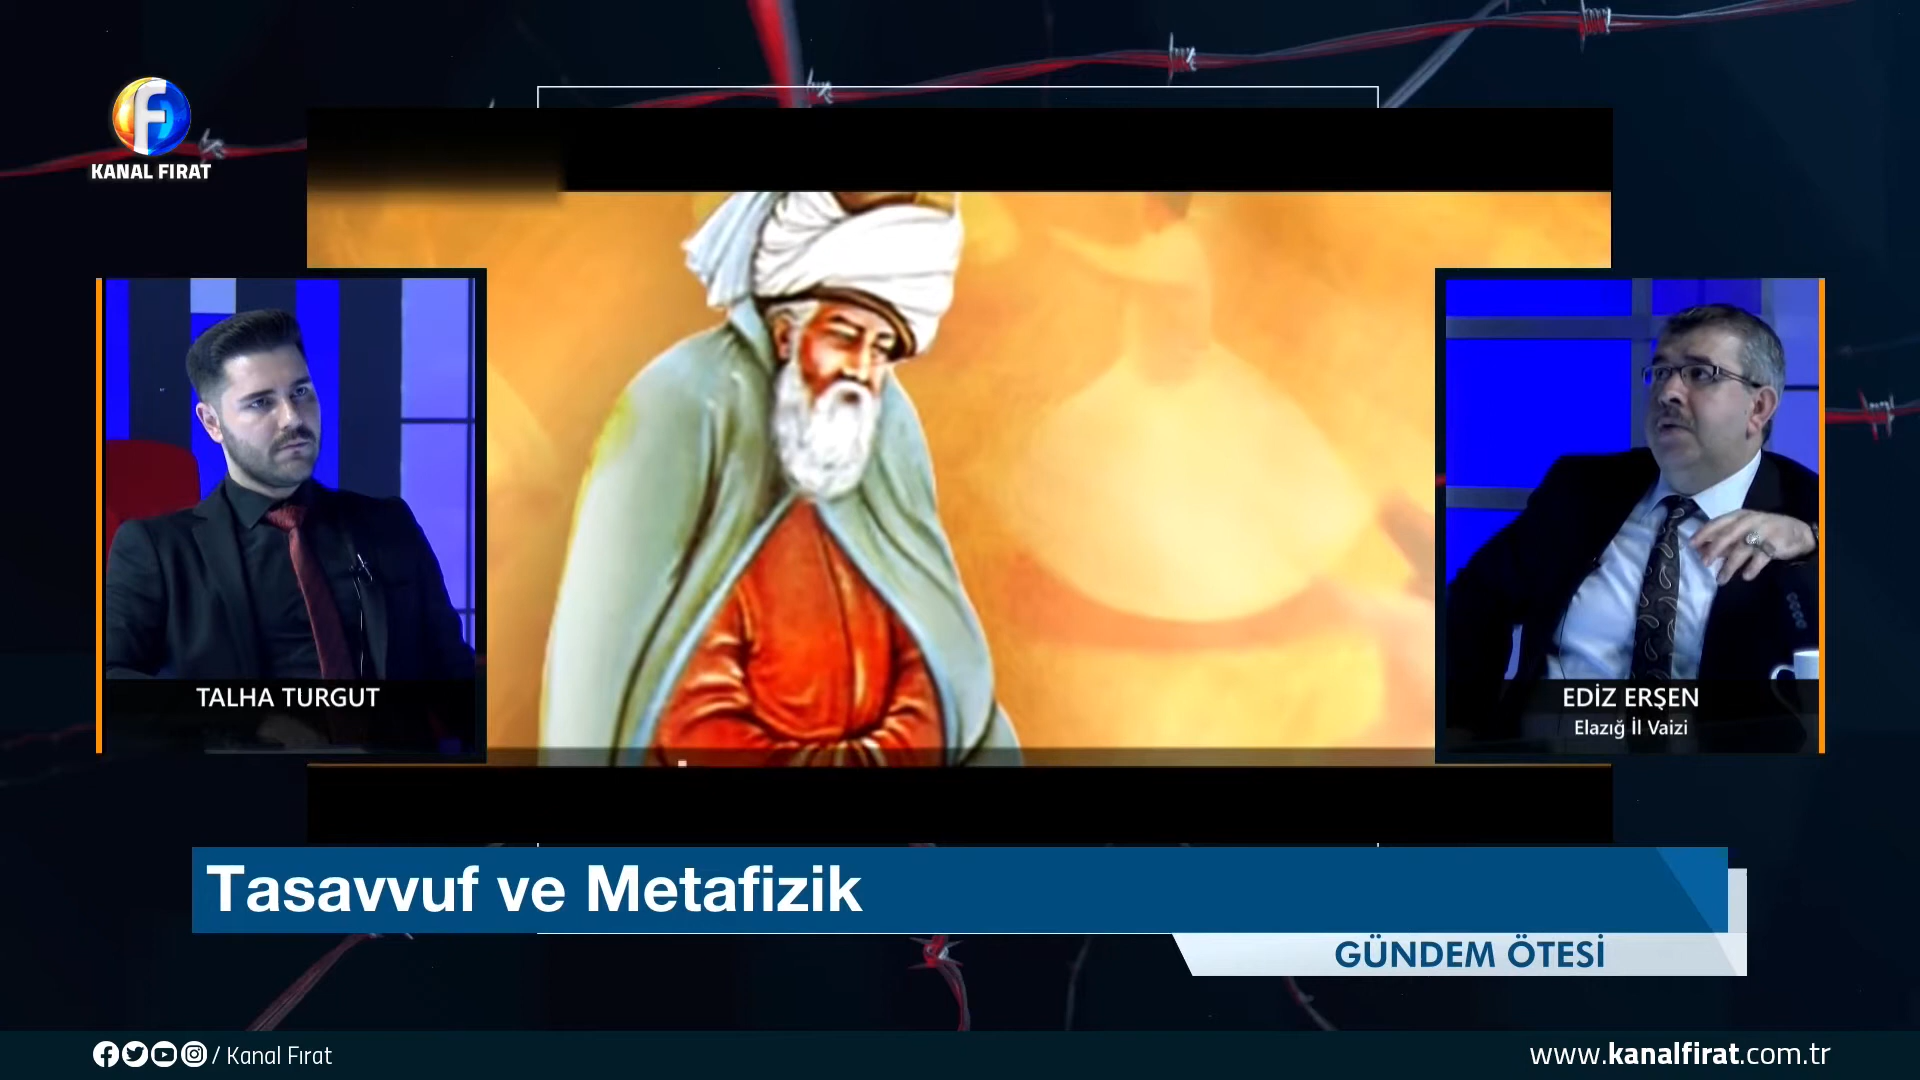 KANAL FIRAT
TALHA TURGUT
EDİZ ERŞEN
Elazığ İl Vaizi
Tasavvuf ve Metafizik
GÜNDEM ÖTESİ
/ Kanal Fırat
www.kanalfirat.com.tr